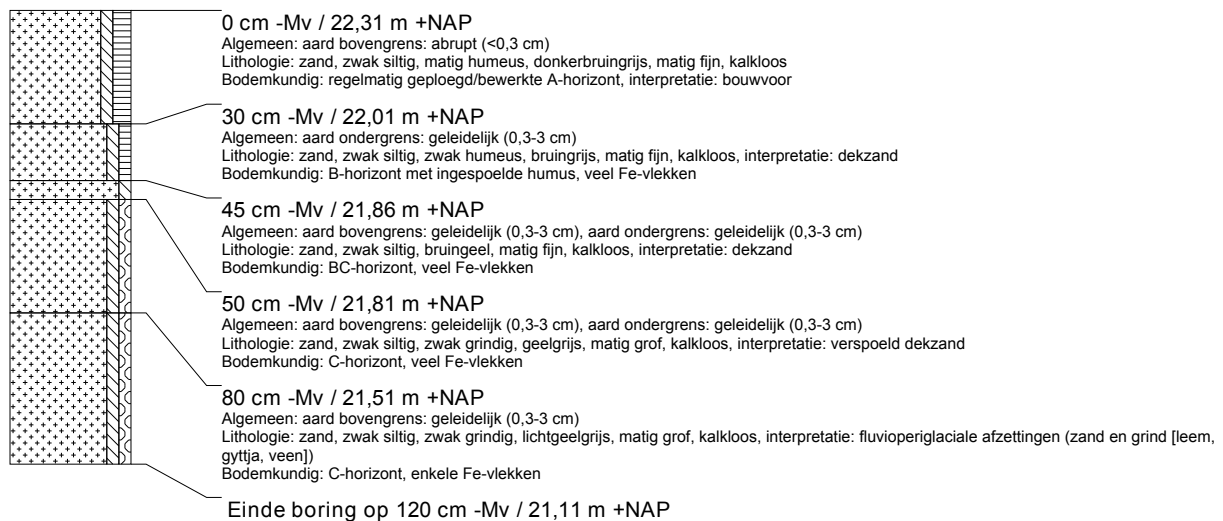 0 cm -Mv / 22,31 m +NAP
Algemeen: aard bovengrens: abrupt (<0,3 cm)
Lithologie: zand, zwak siltig, matig humeus, donkerbruingrijs, matig fijn, kalkloos
Bodemkundig: regelmatig geploegd/bewerkte A-horizont, interpretatie: bouwvoor
30 cm -Mv / 22,01 m +NAP
Algemeen: aard ondergrens: geleidelijk (0,3-3 cm)
Lithologie: zand, zwak siltig, zwak humeus, bruingrijs, matig fijn, kalkloos, interpretatie: dekzand
Bodemkundig: B-horizont met ingespoelde humus, veel Fe-vlekken
45 cm -Mv / 21,86 m +NAP
Algemeen: aard bovengrens: geleidelijk (0,3-3 cm), aard ondergrens: geleidelijk (0,3-3 cm)
Lithologie: zand, zwak siltig, bruingeel, matig fijn, kalkloos, interpretatie: dekzand
Bodemkundig: BC-horizont, veel Fe-vlekken
50 cm -Mv / 21,81 m +NAP
Algemeen: aard bovengrens: geleidelijk (0,3-3 cm), aard ondergrens: geleidelijk (0,3-3 cm)
Lithologie: zand, zwak siltig, zwak grindig, geelgrijs, matig grof, kalkloos, interpretatie: verspoeld dekzand
Bodemkundig: C-horizont, veel Fe-vlekken
80 cm -Mv / 21,51 m +NAP
Algemeen: aard bovengrens: geleidelijk (0,3-3 cm)
Lithologie: zand, zwak siltig, zwak grindig, lichtgeelgrijs, matig grof, kalkloos, interpretatie: fluvioperiglaciale afzettingen (zand en grind [leem,
gyttja, veen])
Bodemkundig: C-horizont, enkele Fe-vlekken
Einde boring op 120 cm -Mv / 21,11 m +NAP